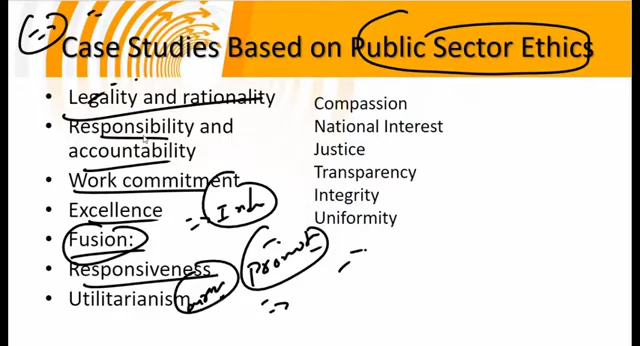 Case Studies Based on Public Sector Ethics
• Legality and rationality
• Responsibility and
accountability
• Work commitment
• Excellence
• Fusion:
• Responsiveness
• Utilitarianism
Compassion
National Interest
Justice
Transparency
Integrity
Uniformity